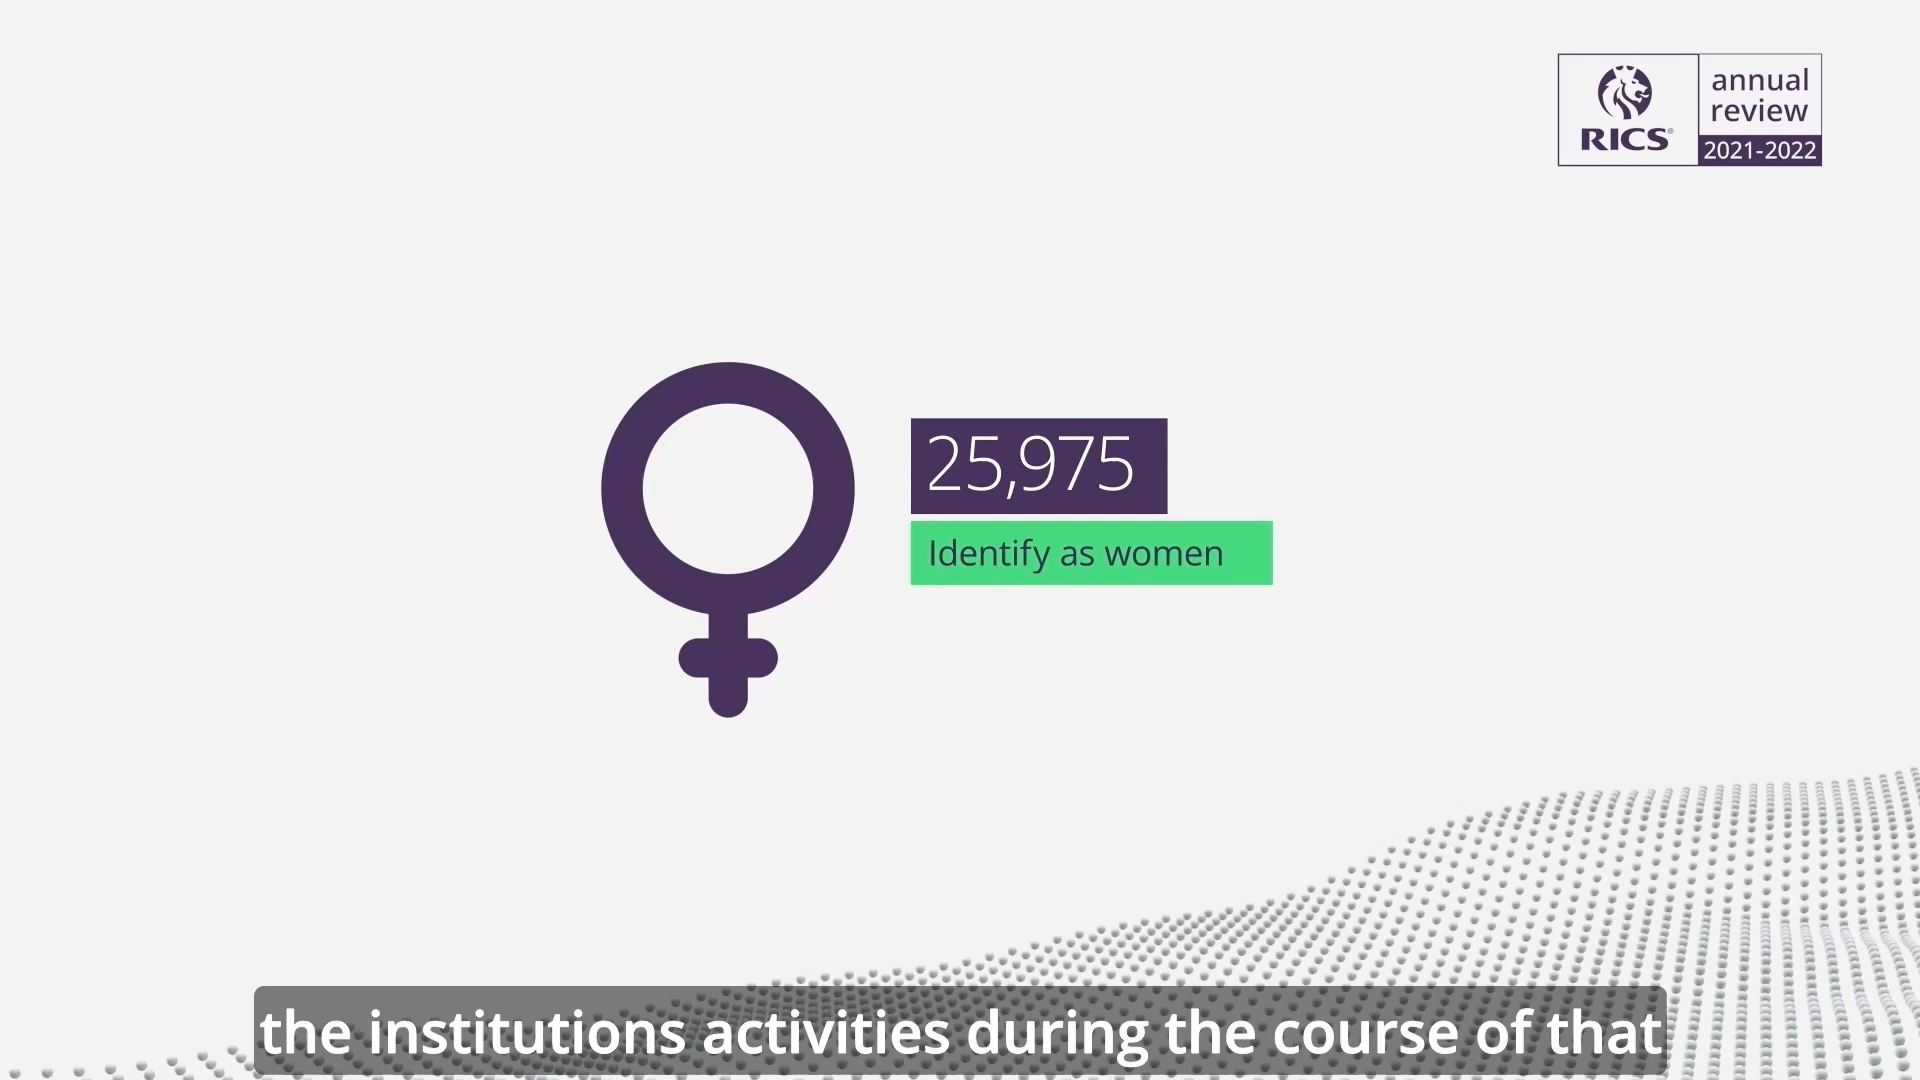 RICS®
annual
review
2021-2022
25,975
Identify as women
the institutions activities during the course of that